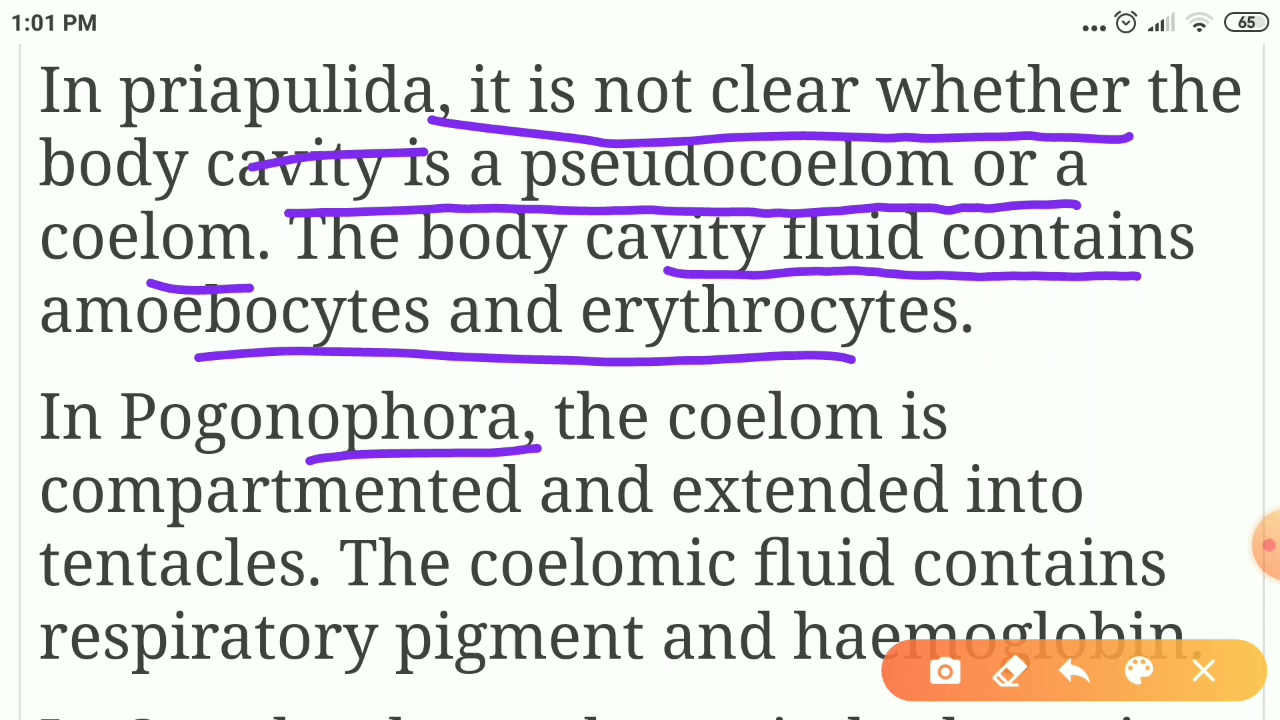 1:01 PM
65
In priapulida, it is not clear whether the
body cavity is a pseudocoelom or a
coelom. The body cavity fluid contains
amoebocytes and erythrocytes.
In Pogonophora, the coelom is
compartmented and extended into
tentacles. The coelomic fluid contains
respiratory pigment and haemoglobin.